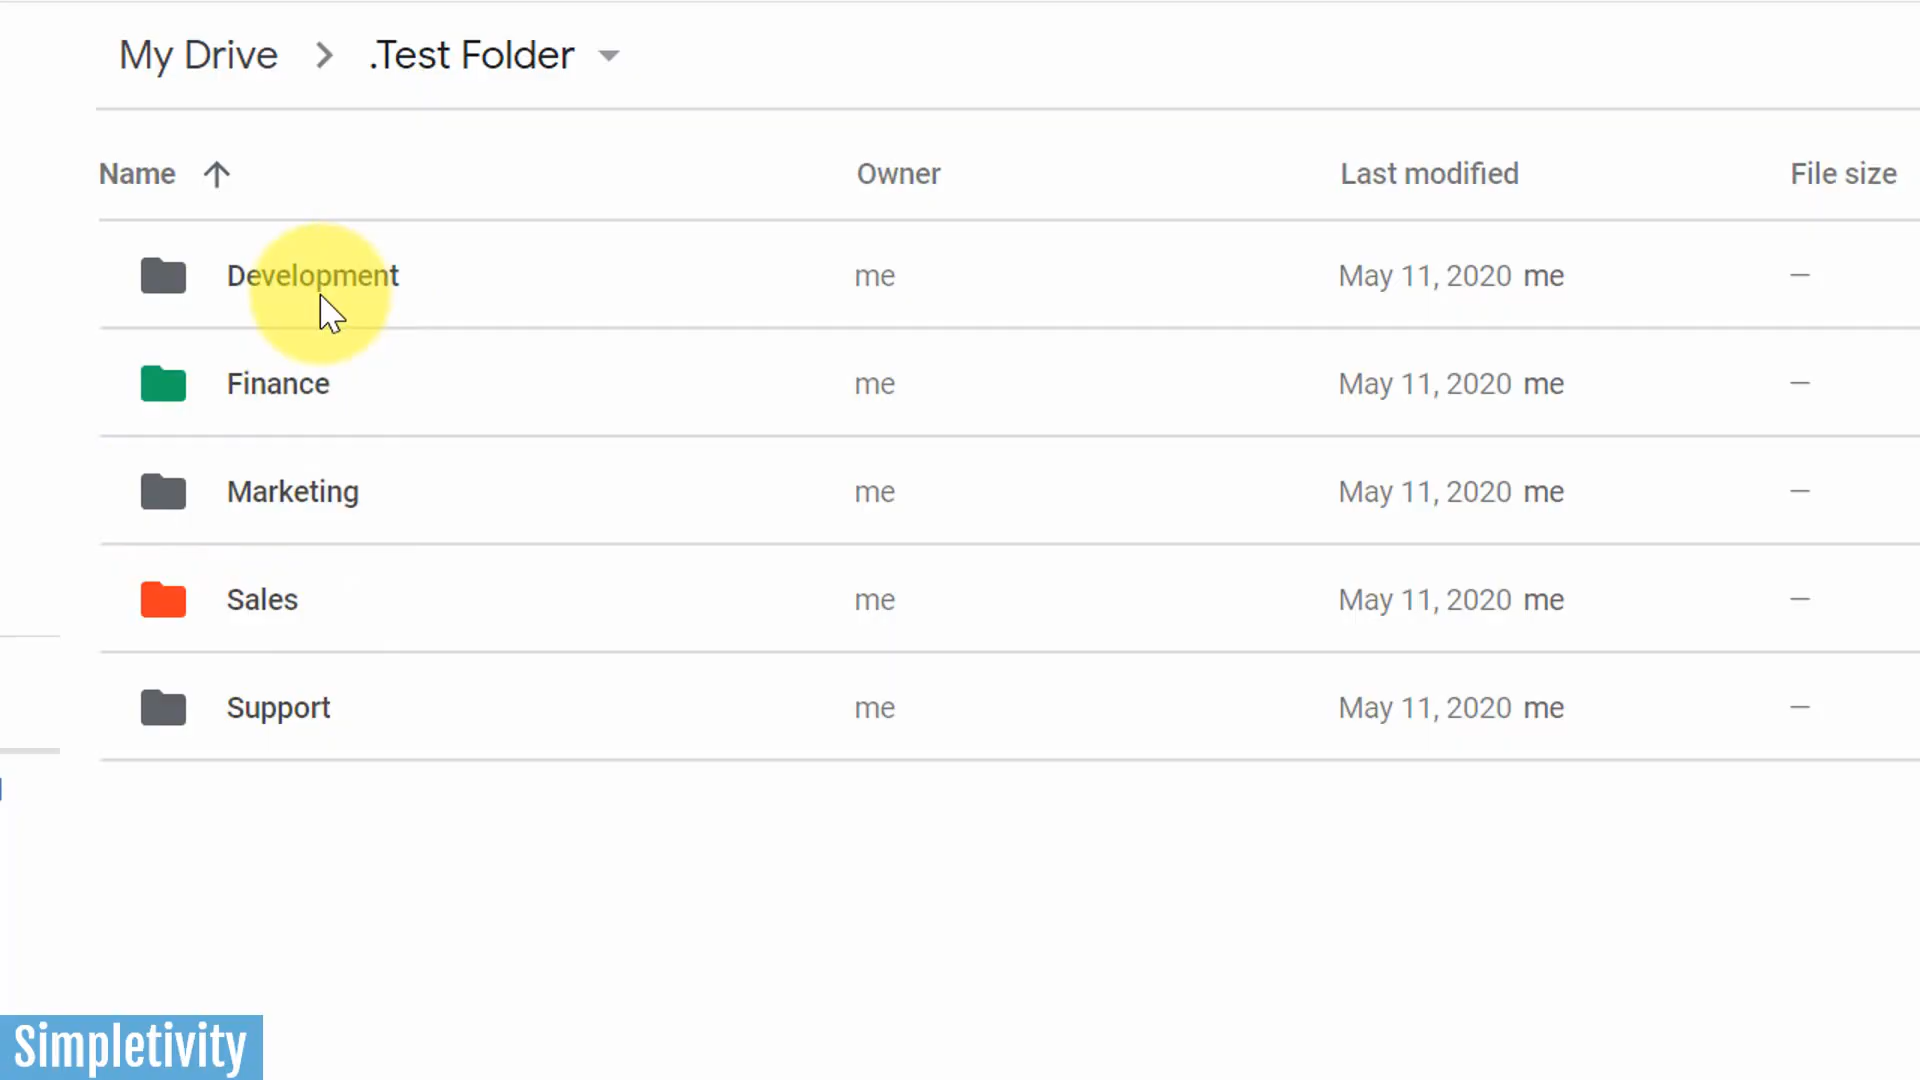 My Drive > .Test Folder
Name Owner Last modified File size
Development me May 11, 2020 me –
Finance me May 11, 2020 me –
Marketing me May 11, 2020 me –
Sales me May 11, 2020 me –
Support me May 11, 2020 me –
Simpletivity